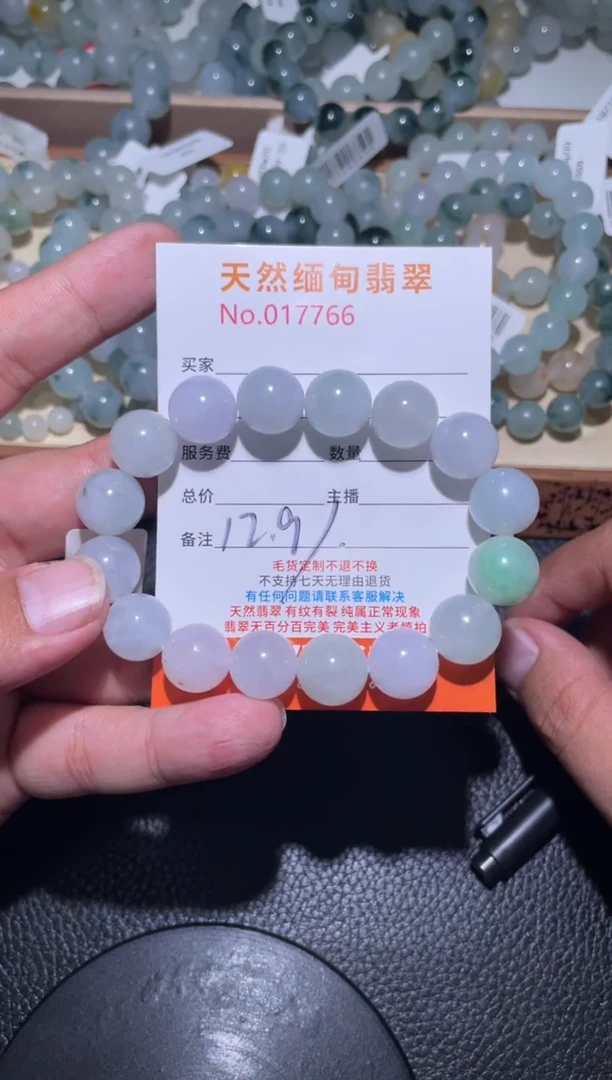 天然缅甸翡翠
No.017766
买家
服务费 数量
总价 主播
备注 12.9
毛货定制不退不换
不支持七天无理由退货
有任何问题请联系客服解决
天然翡翠 有纹有裂 纯属正常现象
翡翠无百分百完美 完美主义者慎拍